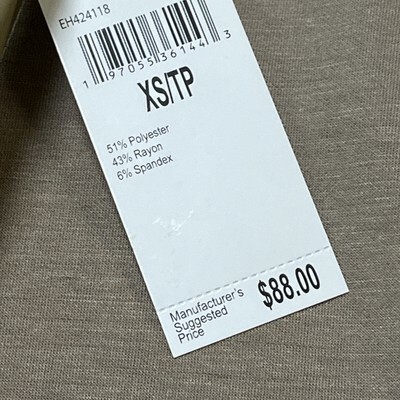 EH424118
1 97055 36144 3
XS/TP
51% Polyester
43% Rayon
6% Spandex
Manufacturer's
Suggested
Price
$88.00